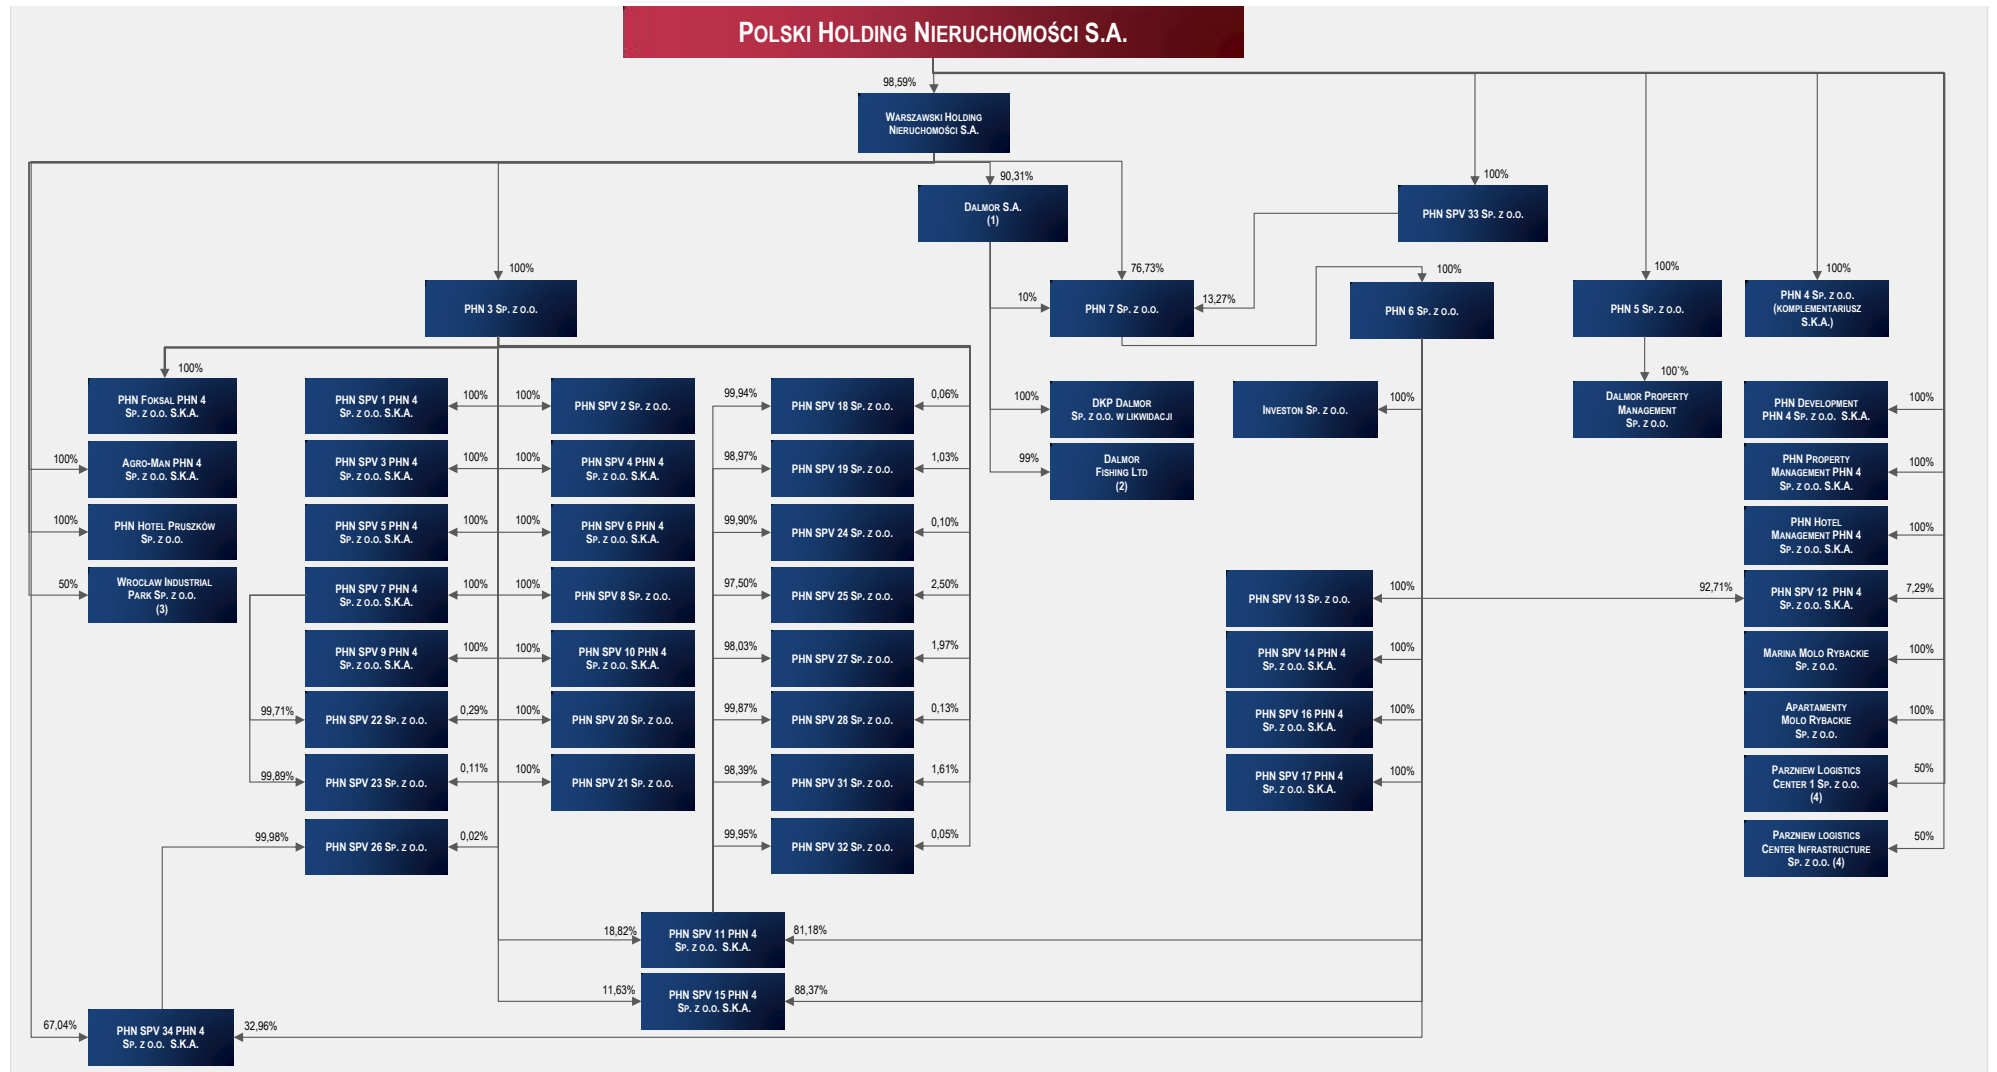 POLSKI HOLDING NIERUCHOMOŚCI S.A.
98,59%
WARSZAWSKI HOLDING
NIERUCHOMOŚCI S.A.
90,31%
100%
DALMOR S.A.
(1)
PHN SPV 33 SP. Z O.O.
100%
76,73%
100%
100%
100%
PHN 3 SP. Z O.O.
10%
PHN 7 SP. Z O.O.
13,27%
PHN 6 SP. Z O.O.
PHN 5 SP. Z O.O.
PHN 4 SP. Z O.O.
(KOMPLEMENTARIUSZ
S.K.A.)
100%
100`%
PHN FOKSAL PHN 4
SP. Z O.O. S.K.A.
PHN SPV 1 PHN 4
SP. Z O.O. S.K.A.
100%
100%
PHN SPV 2 SP. Z O.O.
99,94%
PHN SPV 18 SP. Z O.O.
0,06%
100%
DKP DALMOR
SP. Z O.O. W LIKWIDACJI
INVESTON SP. Z O.O.
100%
DALMOR PROPERTY
MANAGEMENT
SP. Z O.O.
PHN DEVELOPMENT
PHN 4 SP. Z O.O. S.K.A.
100%
100%
AGRO-MAN PHN 4
SP. Z O.O. S.K.A.
PHN SPV 3 PHN 4
SP. Z O.O. S.K.A.
100%
100%
PHN SPV 4 PHN 4
SP. Z O.O. S.K.A.
98,97%
PHN SPV 19 SP. Z O.O.
1,03%
99%
DALMOR
FISHING LTD
(2)
PHN PROPERTY
MANAGEMENT PHN 4
SP. Z O.O. S.K.A.
100%
100%
PHN HOTEL PRUSZKÓW
SP. Z O.O.
PHN SPV 5 PHN 4
SP. Z O.O. S.K.A.
100%
100%
PHN SPV 6 PHN 4
SP. Z O.O. S.K.A.
99,90%
PHN SPV 24 SP. Z O.O.
0,10%
PHN HOTEL
MANAGEMENT PHN 4
SP. Z O.O. S.K.A.
100%
50%
WROCŁAW INDUSTRIAL
PARK SP. Z O.O.
(3)
PHN SPV 7 PHN 4
SP. Z O.O. S.K.A.
100%
100%
PHN SPV 8 SP. Z O.O.
97,50%
PHN SPV 25 SP. Z O.O.
2,50%
PHN SPV 13 SP. Z O.O.
100%
92,71%
PHN SPV 12 PHN 4
SP. Z O.O. S.K.A.
7,29%
PHN SPV 9 PHN 4
SP. Z O.O. S.K.A.
100%
100%
PHN SPV 10 PHN 4
SP. Z O.O. S.K.A.
98,03%
PHN SPV 27 SP. Z O.O.
1,97%
PHN SPV 14 PHN 4
SP. Z O.O. S.K.A.
100%
MARINA MOLO RYBACKIE
SP. Z O.O.
100%
99,71%
PHN SPV 22 SP. Z O.O.
0,29%
100%
PHN SPV 20 SP. Z O.O.
99,87%
PHN SPV 28 SP. Z O.O.
0,13%
PHN SPV 16 PHN 4
SP. Z O.O. S.K.A.
100%
APARTAMENTY
MOLO RYBACKIE
SP. Z O.O.
100%
99,89%
PHN SPV 23 SP. Z O.O.
0,11%
100%
PHN SPV 21 SP. Z O.O.
98,39%
PHN SPV 31 SP. Z O.O.
1,61%
PHN SPV 17 PHN 4
SP. Z O.O. S.K.A.
100%
PARZNIEW LOGISTICS
CENTER 1 SP. Z O.O.
(4)
50%
99,98%
PHN SPV 26 SP. Z O.O.
0,02%
99,95%
PHN SPV 32 SP. Z O.O.
0,05%
PARZNIEW LOGISTICS
CENTER INFRASTRUCTURE
SP. Z O.O. (4)
50%
18,82%
PHN SPV 11 PHN 4
SP. Z O.O. S.K.A.
81,18%
11,63%
PHN SPV 15 PHN 4
SP. Z O.O. S.K.A.
88,37%
67,04%
PHN SPV 34 PHN 4
SP. Z O.O. S.K.A.
32,96%